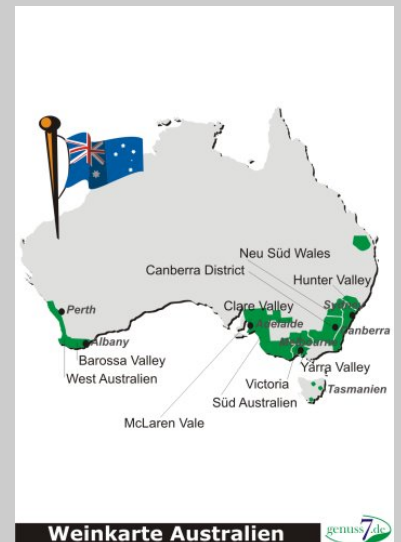 Neu Süd Wales
Canberra District
Hunter Valley
Clare Valley
Sydney
Perth
Adelaide
Canberra
Albany
Melbourne
Barossa Valley
Yarra Valley
West Australien
Victoria
Tasmanien
Süd Australien
McLaren Vale
Weinkarte Australien
genuss7.de